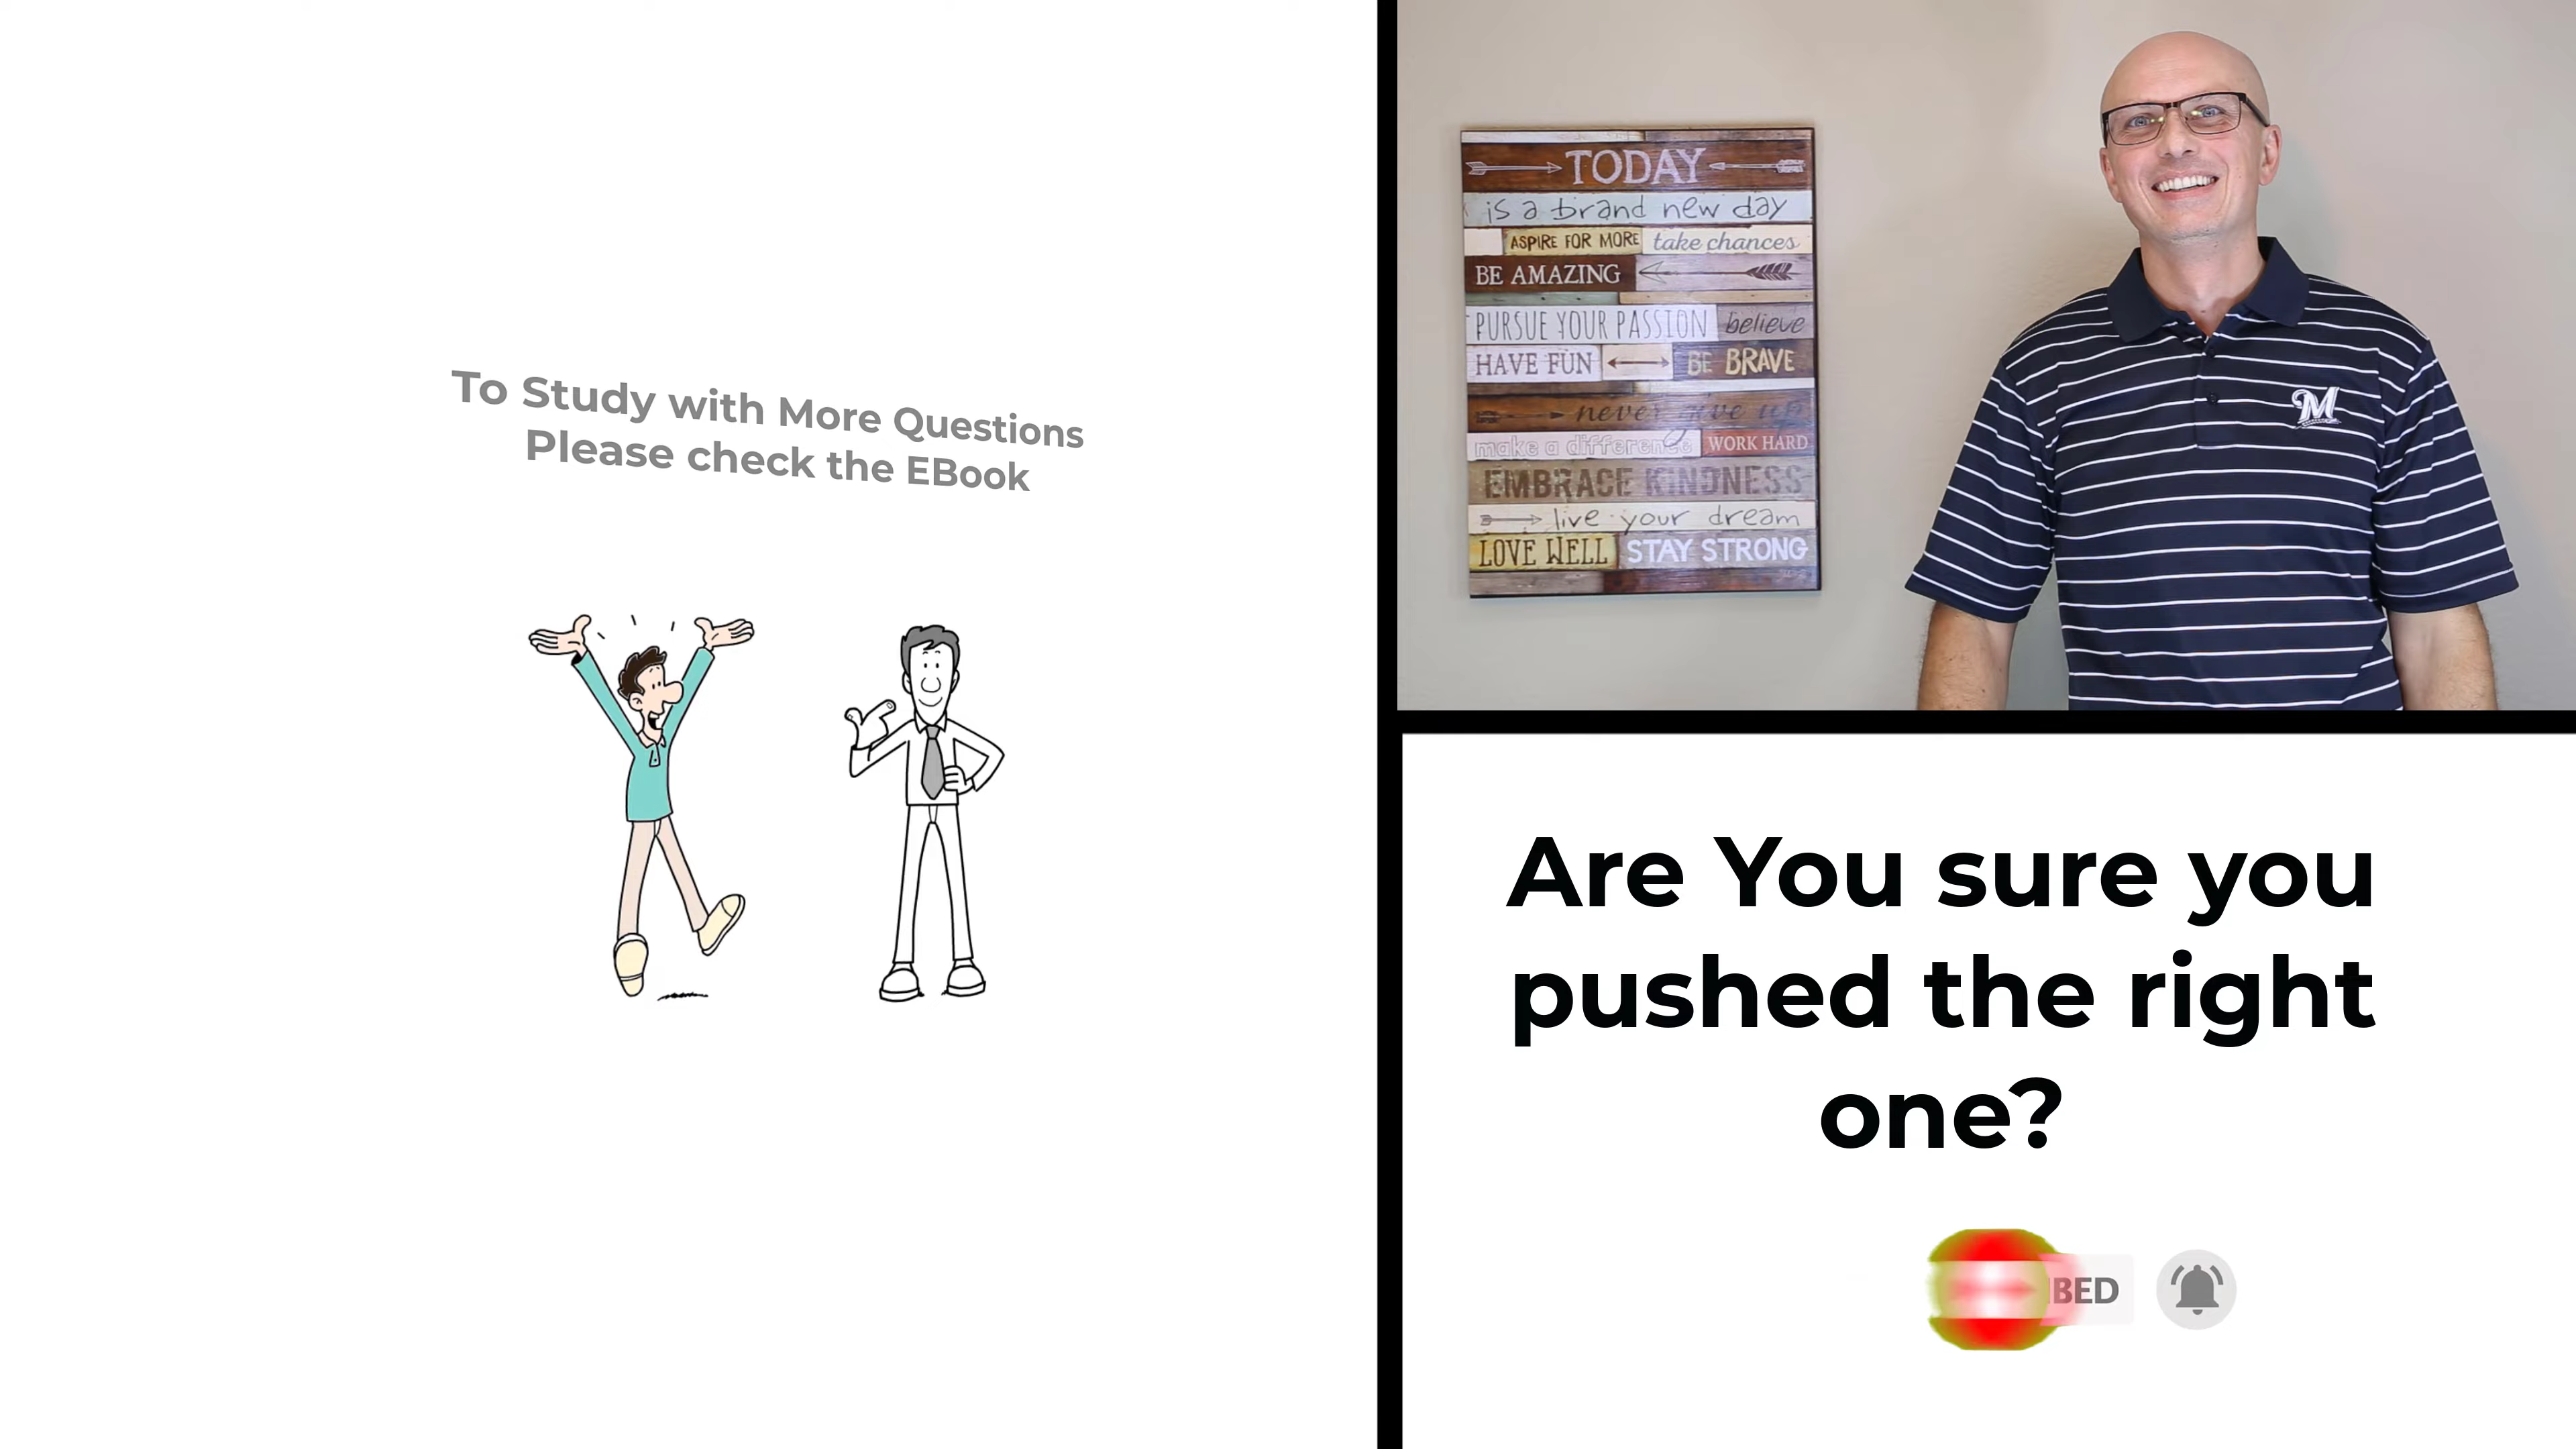 To Study with More Questions
Please check the EBook
TODAY
is a brand new day
ASPIRE FOR MORE take chances
BE AMAZING
PURSUE YOUR PASSION believe
HAVE FUN BE BRAVE
never give up
make a difference WORK HARD
EMBRACE KINDNESS
live your dream
LOVE WELL STAY STRONG
M
Are You sure you
pushed the right
one?
BED